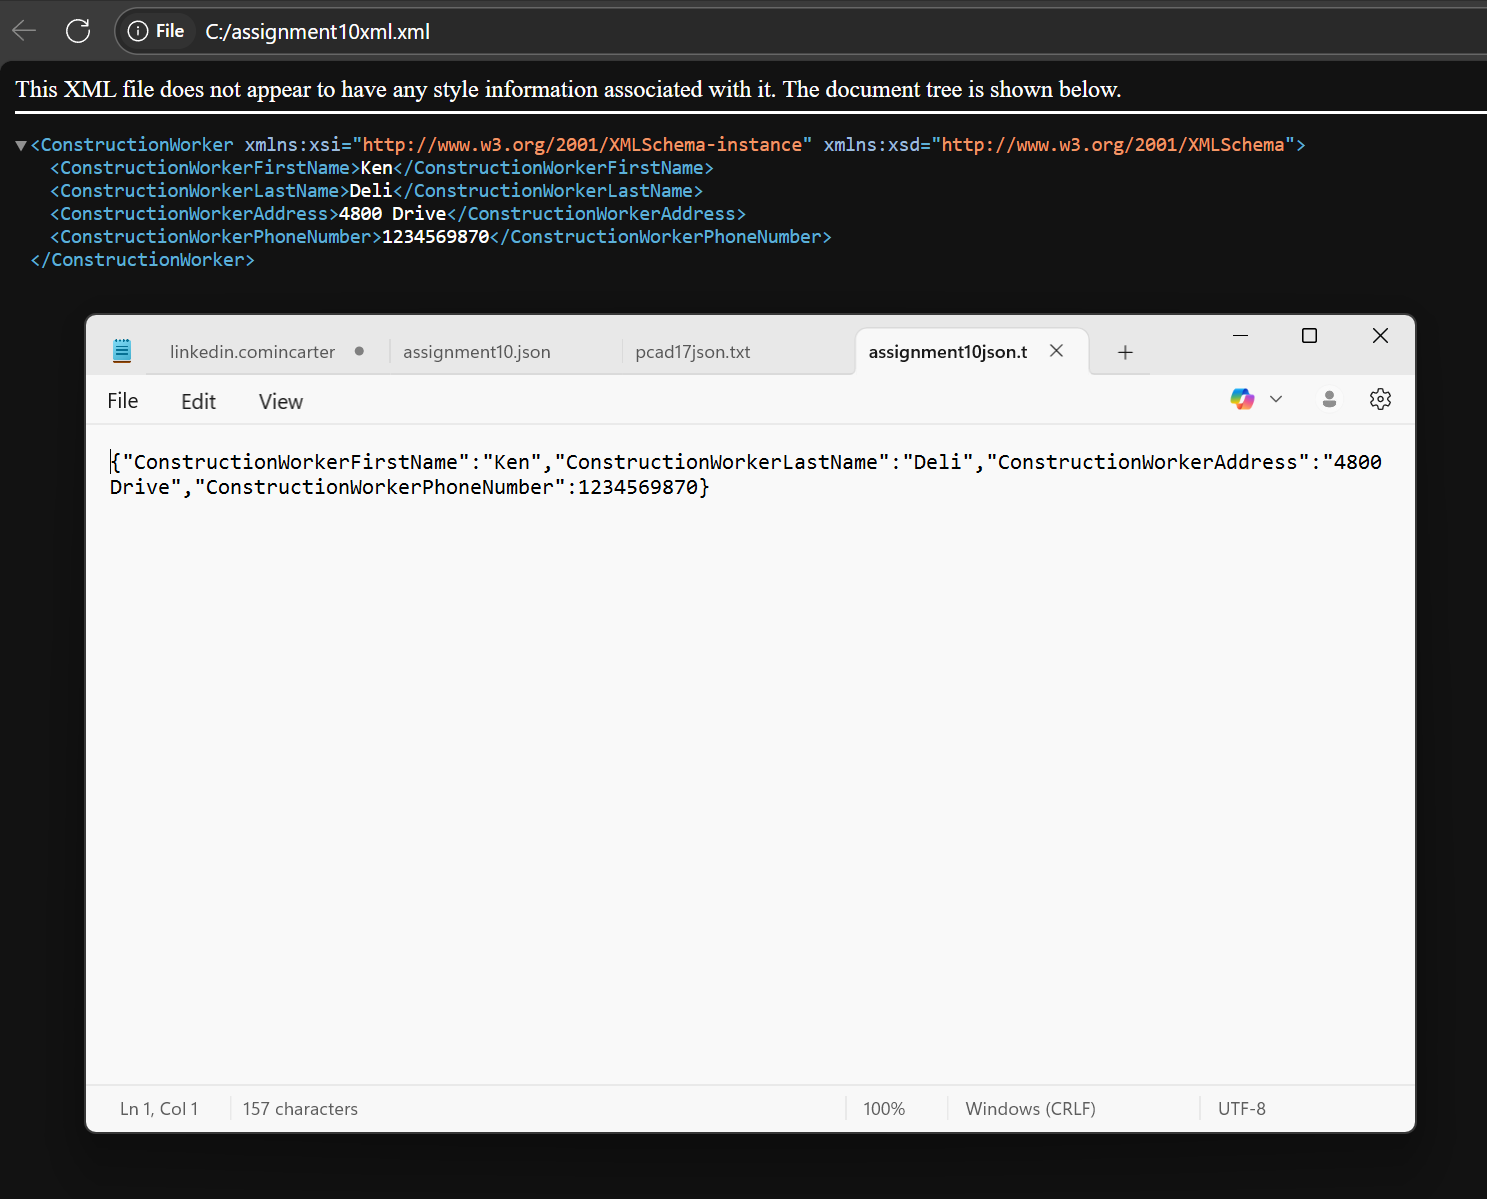 File C:/assignment10xml.xml
This XML file does not appear to have any style information associated with it. The document tree is shown below.
▼<ConstructionWorker xmlns:xsi="http://www.w3.org/2001/XMLSchema-instance" xmlns:xsd="http://www.w3.org/2001/XMLSchema">
<ConstructionWorkerFirstName>Ken</ConstructionWorkerFirstName>
<ConstructionWorkerLastName>Deli</ConstructionWorkerLastName>
<ConstructionWorkerAddress>4800 Drive</ConstructionWorkerAddress>
<ConstructionWorkerPhoneNumber>1234569870</ConstructionWorkerPhoneNumber>
</ConstructionWorker>
linkedin.comincarter assignment10.json pcad17json.txt assignment10json.t
File Edit View
{"ConstructionWorkerFirstName":"Ken","ConstructionWorkerLastName":"Deli","ConstructionWorkerAddress":"4800
Drive","ConstructionWorkerPhoneNumber":1234569870}
Ln 1, Col 1 157 characters 100% Windows (CRLF) UTF-8